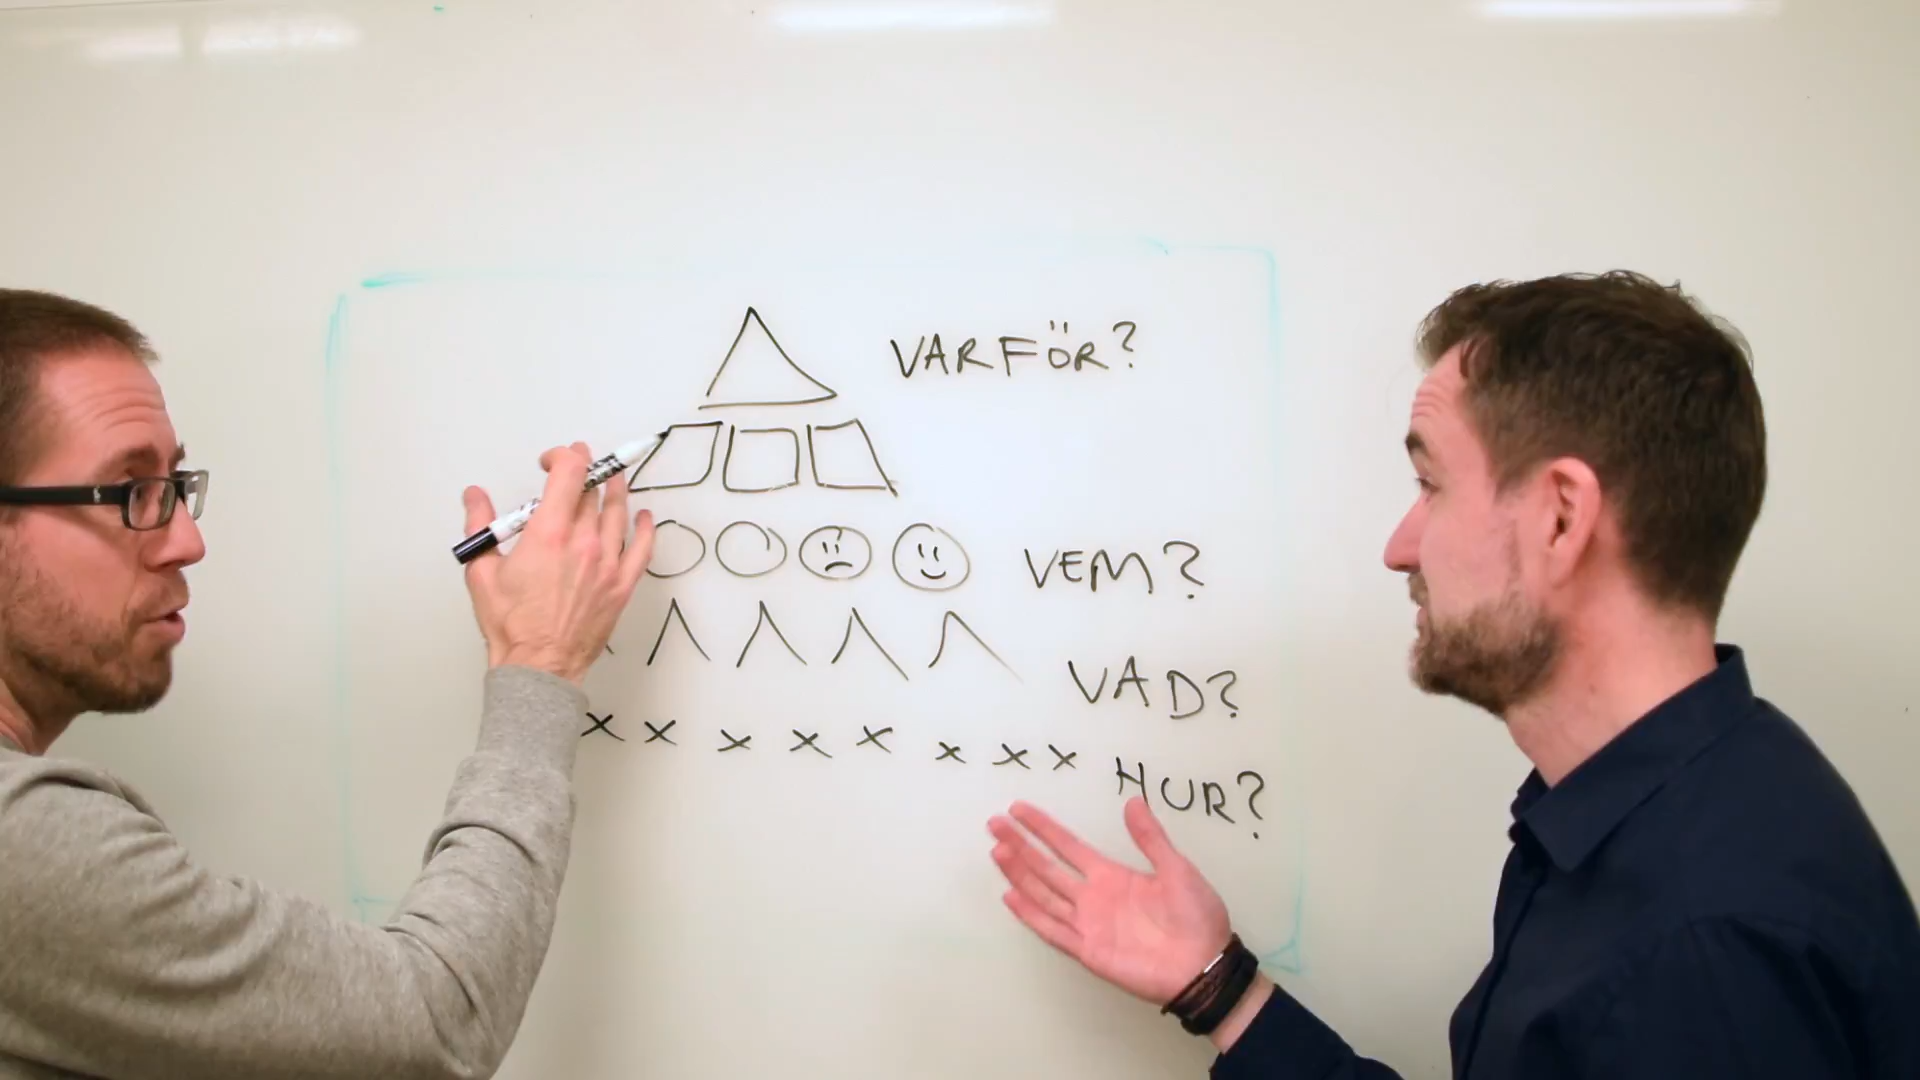 VARFÖR?
VEM?
VAD?
x x x x x x x x
HUR?